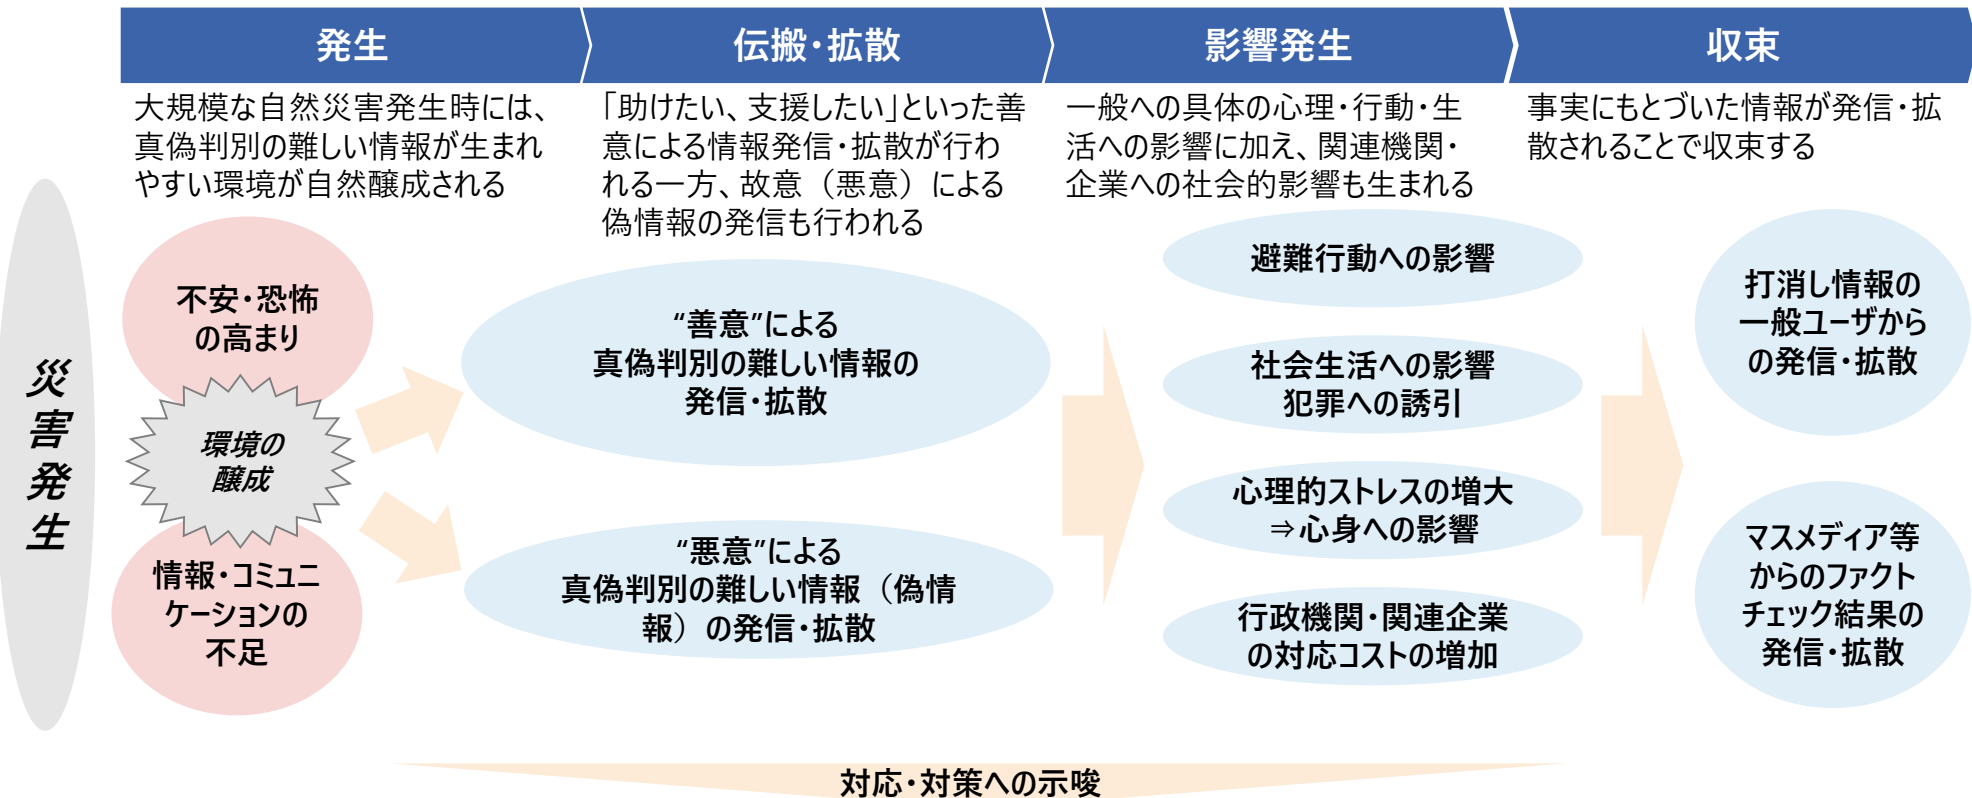 発生
伝搬・拡散
影響発生
収束
大規模な自然災害発生時には、
真偽判別の難しい情報が生まれ
やすい環境が自然醸成される
「助けたい、支援したい」といった善
意による情報発信・拡散が行わ
れる一方、故意（悪意）による
偽情報の発信も行われる
一般への具体の心理・行動・生
活への影響に加え、関連機関・
企業への社会的影響も生まれる
事実にもとづいた情報が発信・拡
散されることで収束する
災害発生
不安・恐怖
の高まり
環境の
醸成
情報・コミュニ
ケーションの
不足
“善意”による
真偽判別の難しい情報の
発信・拡散
“悪意”による
真偽判別の難しい情報（偽情
報）の発信・拡散
避難行動への影響
社会生活への影響
犯罪への誘引
心理的ストレスの増大
⇒心身への影響
行政機関・関連企業
の対応コストの増加
打消し情報の
一般ユーザから
の発信・拡散
マスメディア等
からのファクト
チェック結果の
発信・拡散
対応・対策への示唆